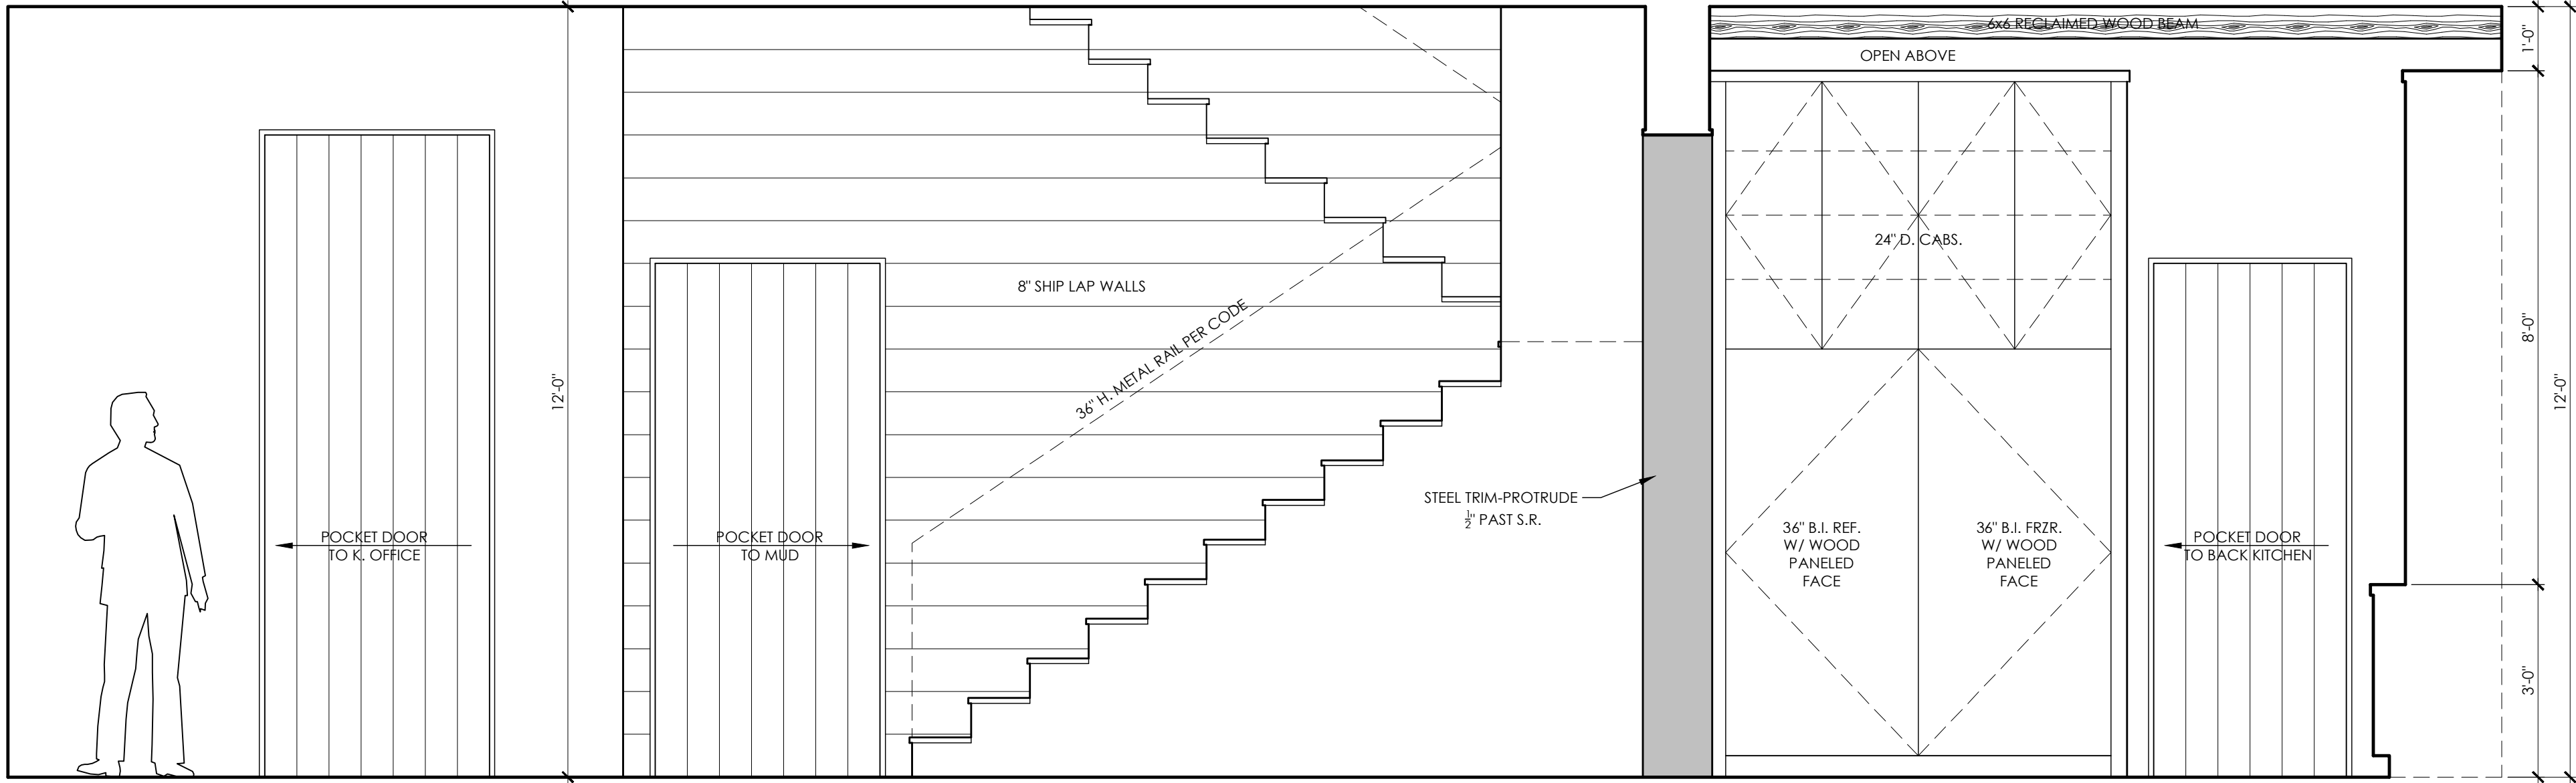 6x6 RECLAIMED WOOD BEAM
OPEN ABOVE
1'-0"
24" D. CABS.
8" SHIP LAP WALLS
36" H. METAL RAIL PER CODE
12'-0"
8'-0"
12'-0"
STEEL TRIM-PROTRUDE
½" PAST S.R.
POCKET DOOR
TO K. OFFICE
POCKET DOOR
TO MUD
36" B.I. REF.
W/ WOOD
PANELED
FACE
36" B.I. FRZR.
W/ WOOD
PANELED
FACE
POCKET DOOR
TO BACK KITCHEN
3'-0"